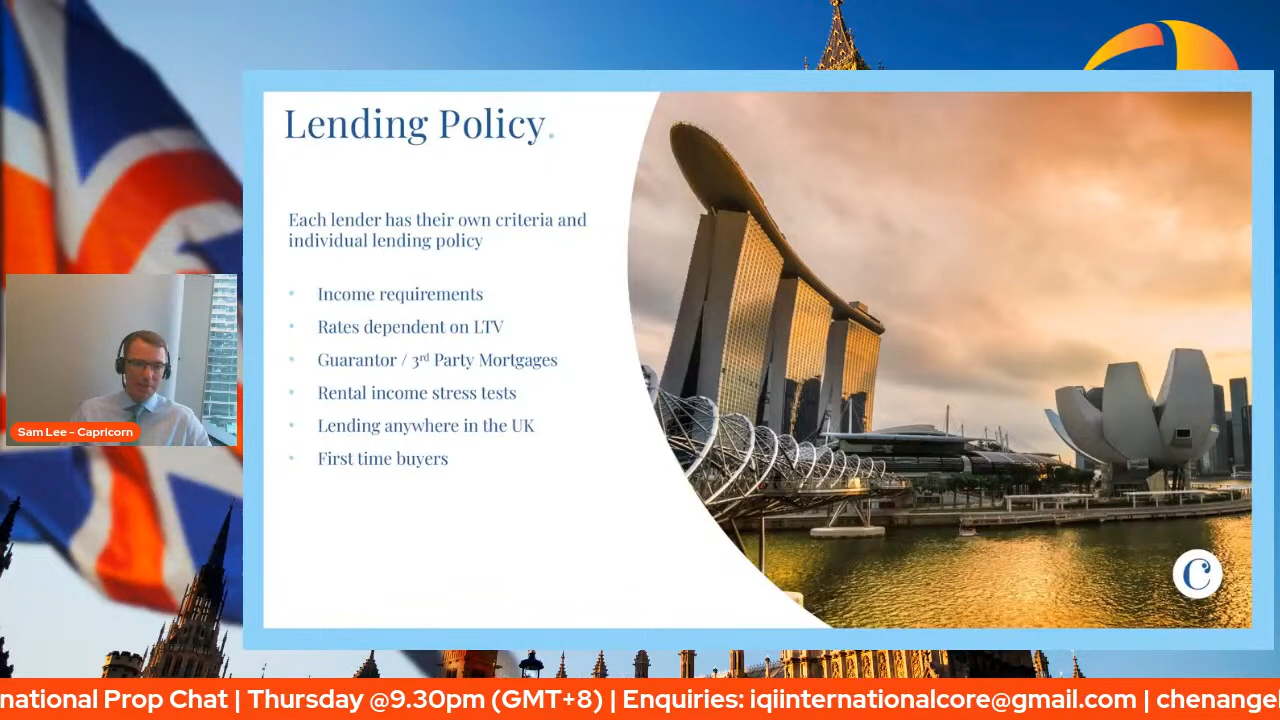 Lending Policy.
Each lender has their own criteria and
individual lending policy
• Income requirements
• Rates dependent on LTV
• Guarantor / 3rd Party Mortgages
• Rental income stress tests
• Lending anywhere in the UK
• First time buyers
Sam Lee - Capricorn
C
national Prop Chat | Thursday @9.30pm (GMT+8) | Enquiries: iqiinternationalcore@gmail.com | chenange